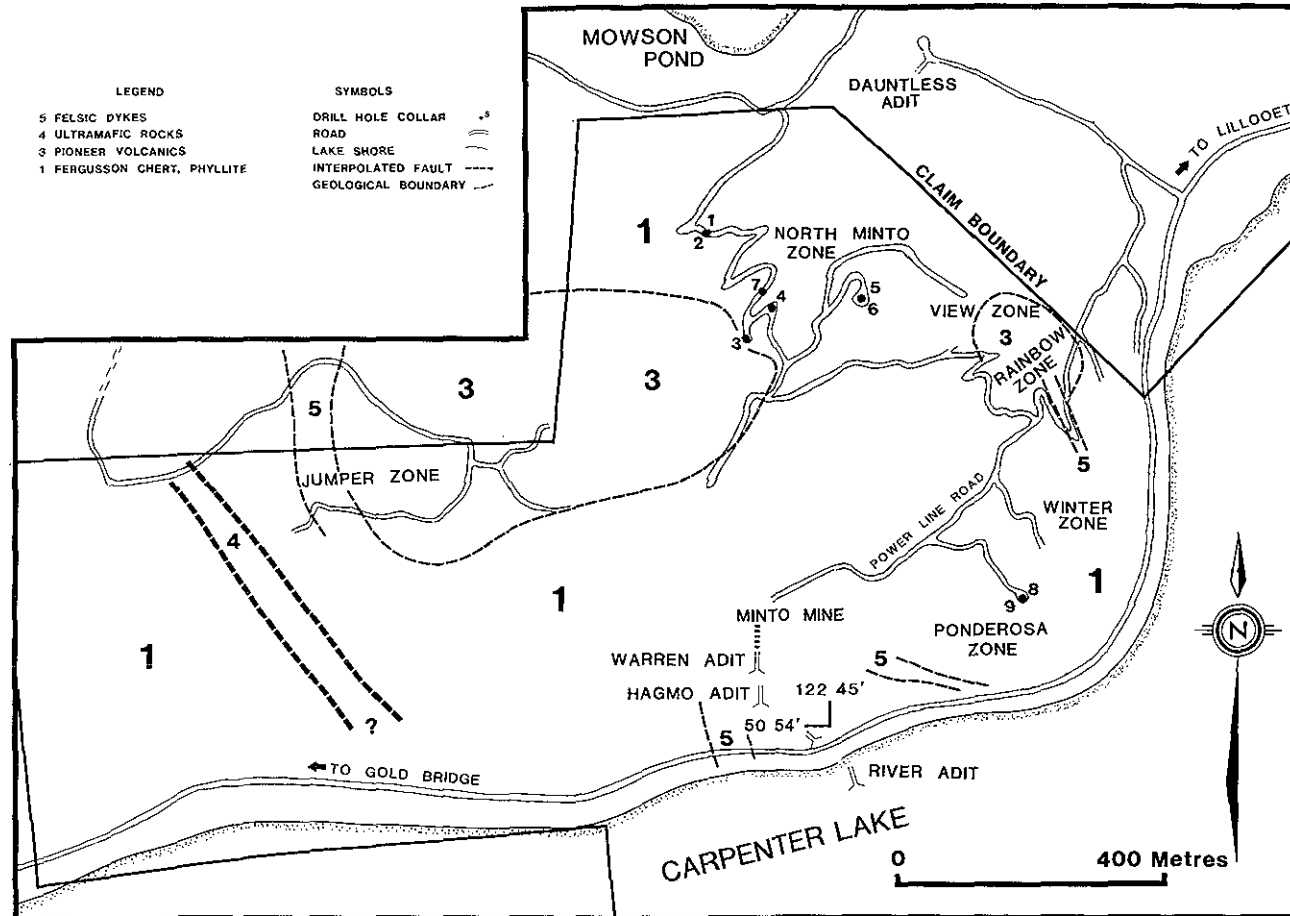 LEGEND
5 FELSIC DYKES
4 ULTRAMAFIC ROCKS
3 PIONEER VOLCANICS
1 FERGUSSON CHERT, PHYLLITE
SYMBOLS
DRILL HOLE COLLAR 5
ROAD
LAKE SHORE
INTERPOLATED FAULT
GEOLOGICAL BOUNDARY
MOWSON
POND
DAUNTLESS
ADIT
TO LILLOOET
CLAIM BOUNDARY
1
1
2
NORTH MINTO
ZONE
7
4
5
6
3
VIEW ZONE
3
RAINBOW
ZONE
3
3
5
5
JUMPER ZONE
POWER LINE ROAD
WINTER
ZONE
4
1
1
8
9
MINTO MINE
PONDEROSA
ZONE
1
WARREN ADIT
5
HAGMO ADIT
122 45'
50 54'
5
?
TO GOLD BRIDGE
RIVER ADIT
CARPENTER LAKE
N
0
400 Metres